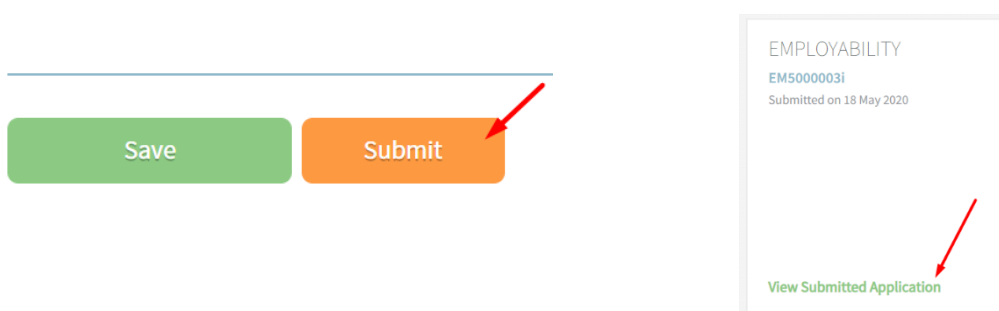 Save
Submit
EMPLOYABILITY
EM5000003i
Submitted on 18 May 2020
View Submitted Application